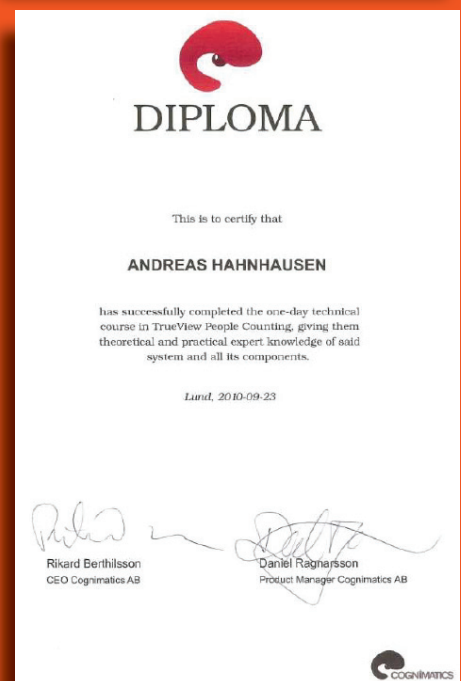 DIPLOMA
This is to certify that
ANDREAS HAHNHAUSEN
has successfully completed the one-day technical
course in TrueView People Counting, giving them
theoretical and practical expert knowledge of said
system and all its components.
Lund, 2010-09-23
Rikard Berthilsson
CEO Cognimatics AB
Daniel Ragnarsson
Product Manager Cognimatics AB
COGNIMATICS